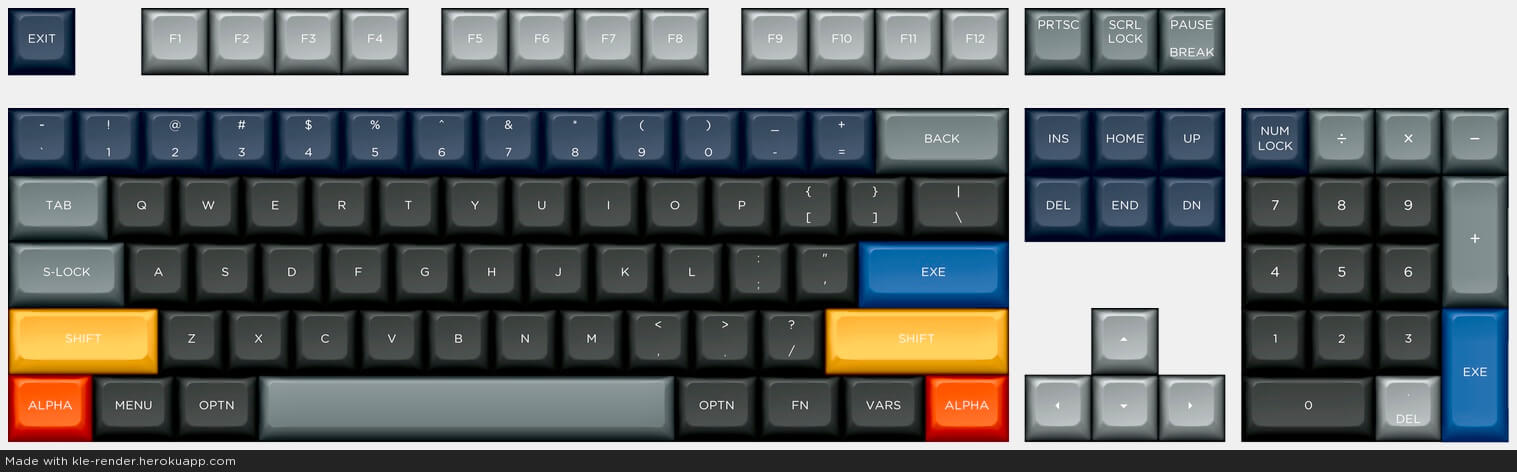 EXIT F1 F2 F3 F4 F5 F6 F7 F8 F9 F10 F11 F12 PRTSC SCRL LOCK PAUSE BREAK
- ! @ # $ % ^ & * ( ) _ +
` 1 2 3 4 5 6 7 8 9 0 - = BACK INS HOME UP NUM LOCK ÷ × −
TAB Q W E R T Y U I O P { [ } ] | \ DEL END DN 7 8 9 +
S-LOCK A S D F G H J K L : ; " ' EXE 4 5 6
SHIFT Z X C V B N M < , > . ? / SHIFT 1 2 3 EXE
ALPHA MENU OPTN OPTN FN VARS ALPHA 0 . DEL
Made with kle-render.herokuapp.com